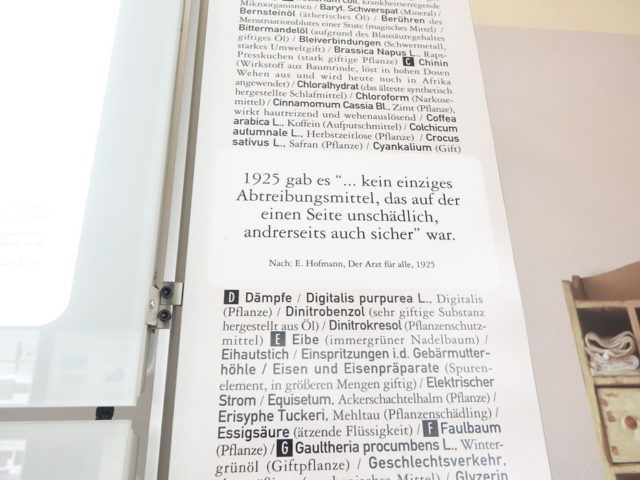 coli, krankheitserregende
Mikroorganismen / Baryt, Schwerspat (Mineral) /
Bernsteinöl (ätherisches Öl) / Berühren des
Menstruationsblutes einer Stute (magisches Mittel) /
Bittermandelöl (aufgrund des Blausäuregehaltes
giftiges Öl) / Bleiverbindungen (Schwermetall,
starkes Umweltgift) / Brassica Napus L., Raps-
Presskuchen (stark giftige Pflanze) C Chinin
(Wirkstoff aus Baumrinde, löst in hohen Dosen
Wehen aus und wird heute noch in Afrika
angewendet) / Chloralhydrat (das älteste synthetisch
hergestellte Schlafmittel) / Chloroform (Narkose-
mittel) / Cinnamomum Cassia Bl., Zimt (Pflanze),
wirkt hautreizend und wehenauslösend / Coffea
arabica L., Koffein (Aufputschmittel) / Colchicum
autumnale L., Herbstzeitlose (Pflanze) / Crocus
sativus L., Safran (Pflanze) / Cyankalium (Gift)
1925 gab es "... kein einziges
Abtreibungsmittel, das auf der
einen Seite unschädlich,
andrerseits auch sicher" war.
Nach: E. Hofmann, Der Arzt für alle, 1925
D Dämpfe / Digitalis purpurea L., Digitalis
(Pflanze) / Dinitrobenzol (sehr giftige Substanz
hergestellt aus Öl) / Dinitrokresol (Pflanzenschutz-
mittel) E Eibe (immergrüner Nadelbaum) /
Eihautstich / Einspritzungen i.d. Gebärmutter-
höhle / Eisen und Eisenpräparate (Spuren-
element, in größeren Mengen giftig) / Elektrischer
Strom / Equisetum, Ackerschachtelhalm (Pflanze) /
Erisyphe Tuckeri, Mehltau (Pflanzenschädling) /
Essigsäure (ätzende Flüssigkeit) / F Faulbaum
(Pflanze) / G Gaultheria procumbens L., Winter-
grünöl (Giftpflanze) / Geschlechtsverkehr,
(mechanisches Mittel) / Glyzerin